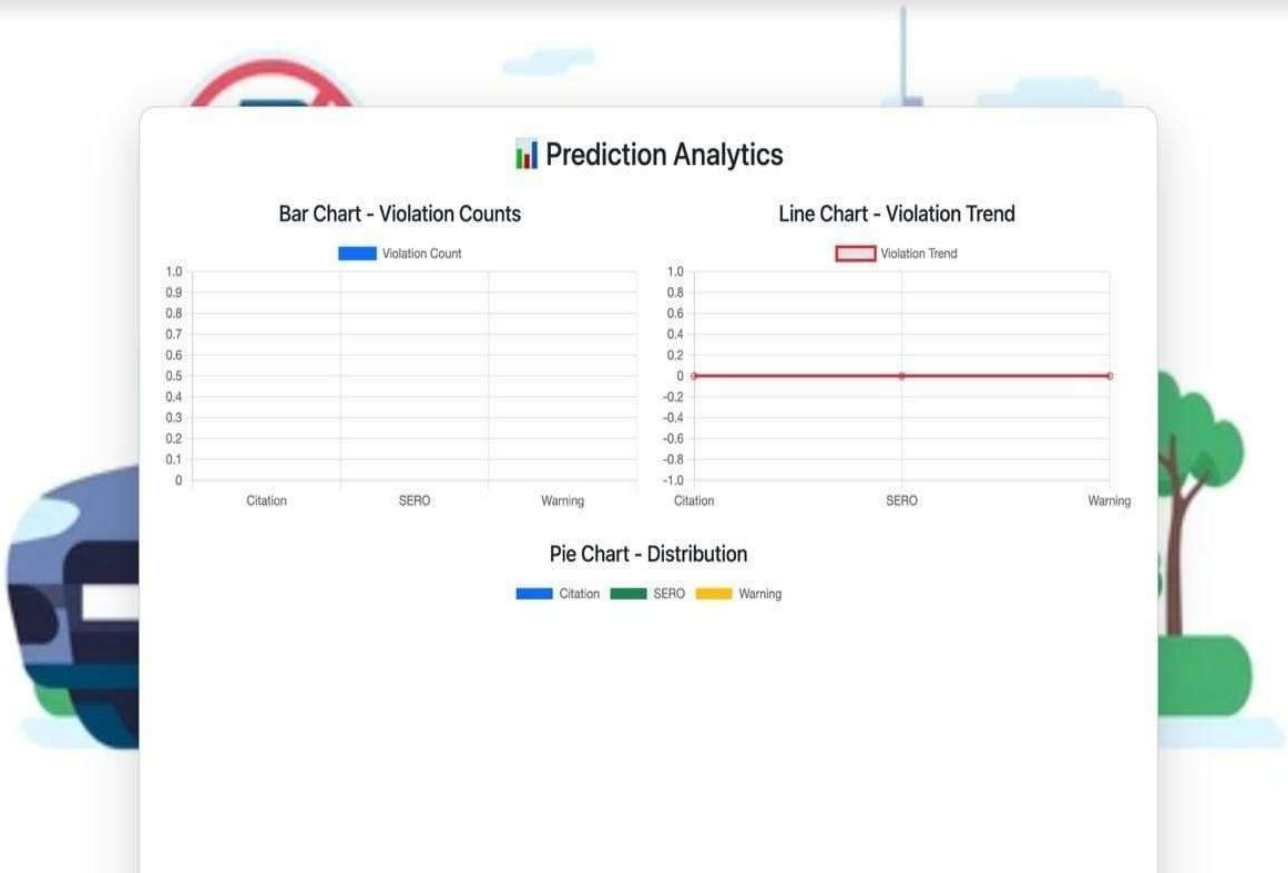 Prediction Analytics
Bar Chart - Violation Counts
Violation Count
1.0
0.9
0.8
0.7
0.6
0.5
0.4
0.3
0.2
0.1
0
Citation SERO Warning
Line Chart - Violation Trend
Violation Trend
1.0
0.8
0.6
0.4
0.2
0
-0.2
-0.4
-0.6
-0.8
-1.0
Citation SERO Warning
Pie Chart - Distribution
Citation SERO Warning